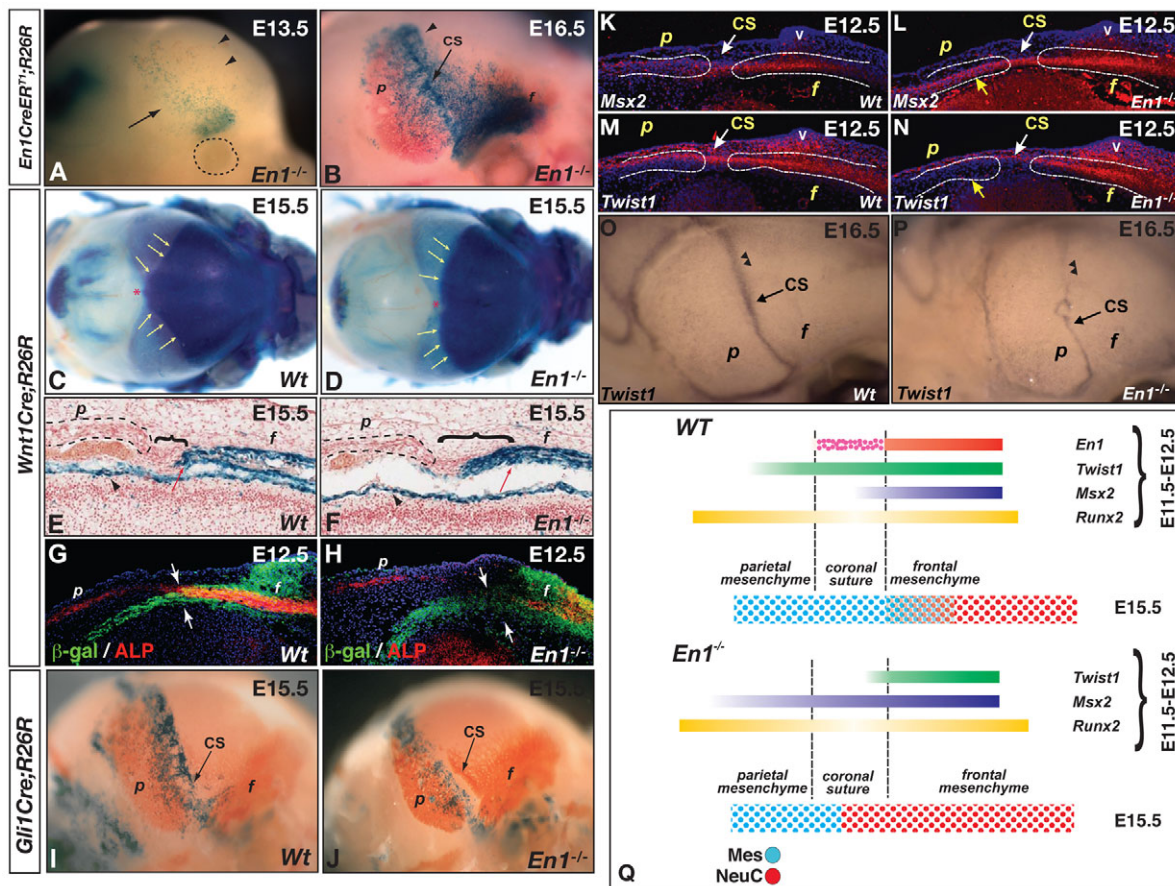 En1CreERT1;R26R
E13.5
A
En1-/-
E16.5
CS
p
f
B
En1-/-
Wnt1Cre;R26R
E15.5
*
C
Wt
E15.5
*
D
En1-/-
p
E15.5
f
E
Wt
p
E15.5
f
F
En1-/-
G
E12.5
p
f
β-gal / ALP
Wt
H
E12.5
p
f
β-gal / ALP
En1-/-
Gli1Cre;R26R
E15.5
CS
p
f
I
Wt
E15.5
CS
p
f
J
En1-/-
K
CS
E12.5
p
v
f
Msx2
Wt
L
CS
E12.5
p
v
f
Msx2
En1-/-
M
CS
E12.5
p
v
f
Twist1
Wt
N
CS
E12.5
p
v
f
Twist1
En1-/-
O
E16.5
CS
p
f
Twist1
Wt
P
E16.5
CS
p
f
Twist1
En1-/-
WT
En1
Twist1
Msx2
Runx2
} E11.5-E12.5
parietal mesenchyme
coronal suture
frontal mesenchyme
E15.5
En1-/-
Twist1
Msx2
Runx2
} E11.5-E12.5
parietal mesenchyme
coronal suture
frontal mesenchyme
E15.5
Mes
NeuC
Q